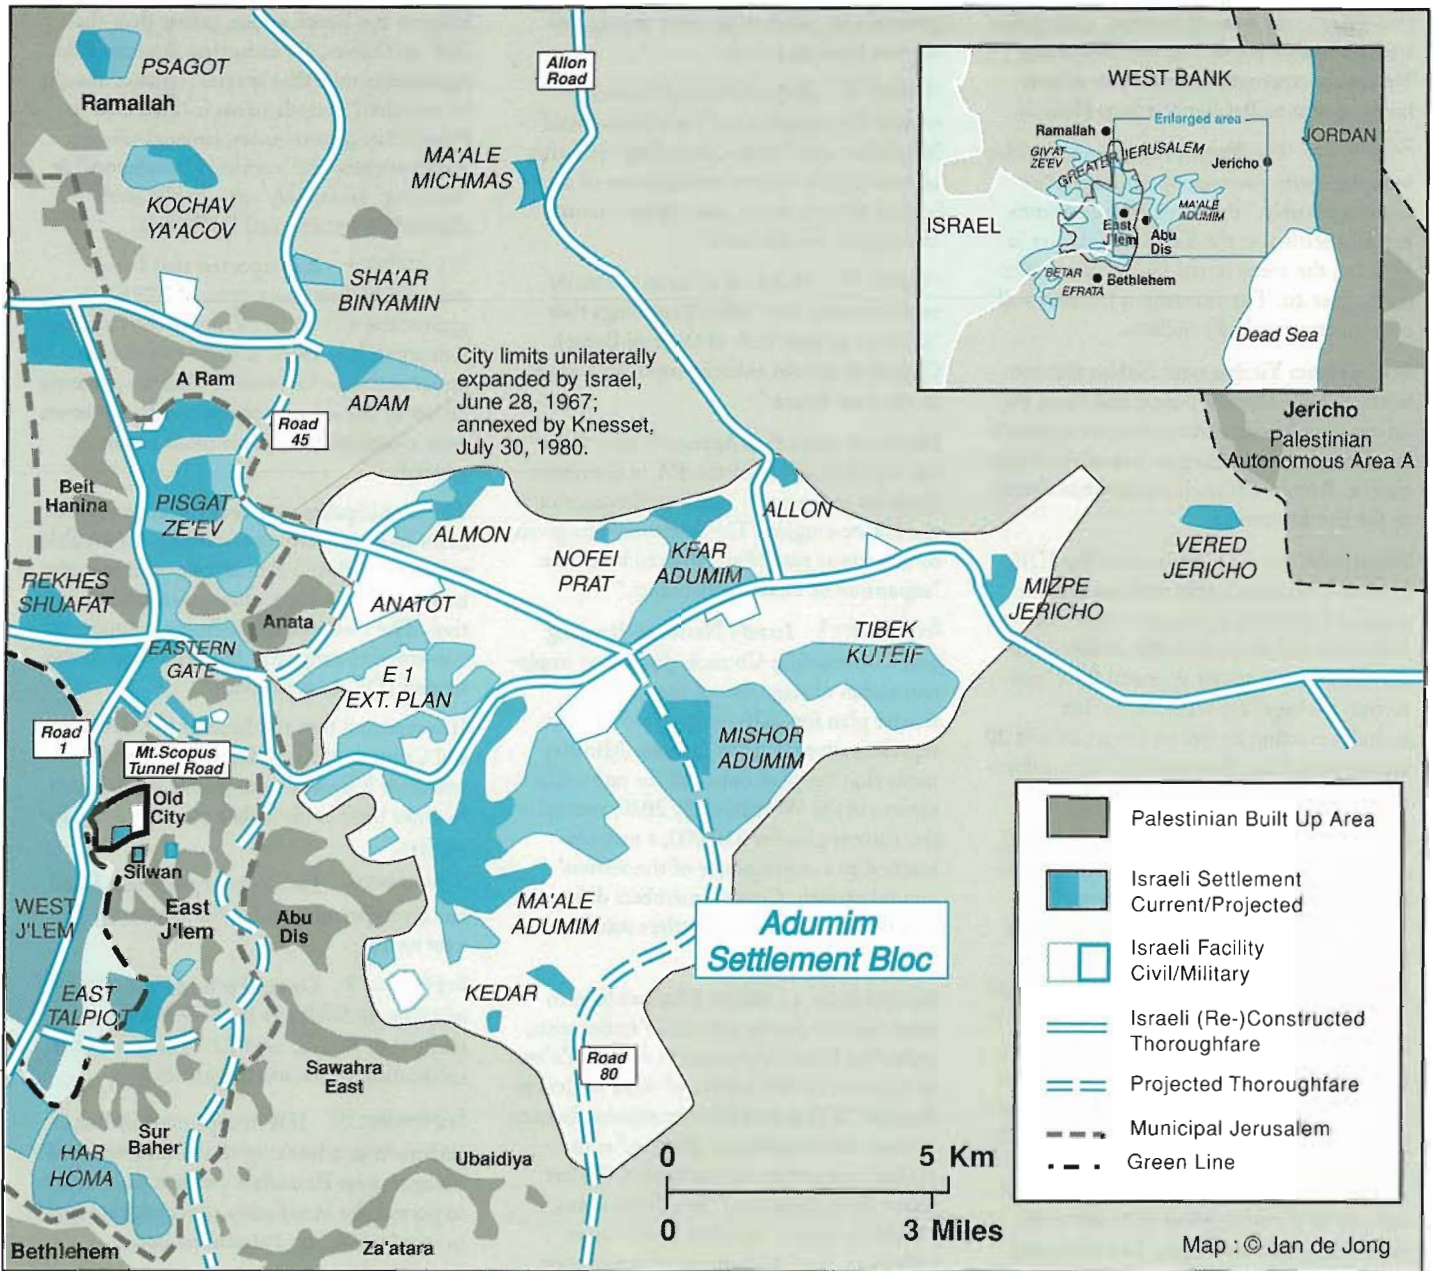 PSAGOT
Ramallah
KOCHAV
YA'ACOV
Allon
Road
MA'ALE
MICHMAS
SHA'AR
BINYAMIN
A Ram
ADAM
Road
45
City limits unilaterally
expanded by Israel,
June 28, 1967;
annexed by Knesset,
July 30, 1980.
WEST BANK
Enlarged area
Ramallah
GIV'AT
ZE'EV
GREATER JERUSALEM
Jericho
JORDAN
ISRAEL
MA'ALE
ADUMIM
East
J'lem
Abu
Dis
BETAR
EFRATA
Bethlehem
Dead Sea
Jericho
Palestinian
Autonomous Area A
Beit
Hanina
PISGAT
ZE'EV
ALMON
NOFEI
PRAT
KFAR
ADUMIM
ALLON
VERED
JERICHO
REKHES
SHUAFAT
Anata
ANATOT
MIZPE
JERICHO
TIBEK
KUTEIF
EASTERN
GATE
E 1
EXT. PLAN
Road
1
Mt.Scopus
Tunnel Road
MISHOR
ADUMIM
Old
City
Silwan
WEST
J'LEM
East
J'lem
Abu
Dis
MA'ALE
ADUMIM
Adumim
Settlement Bloc
EAST
TALPIOT
KEDAR
Sawahra
East
Road
80
Sur
Baher
HAR
HOMA
Ubaidiya
Bethlehem
Za'atara
0 5 Km
0 3 Miles
Palestinian Built Up Area
Israeli Settlement
Current/Projected
Israeli Facility
Civil/Military
Israeli (Re-)Constructed
Thoroughfare
Projected Thoroughfare
Municipal Jerusalem
Green Line
Map : © Jan de Jong